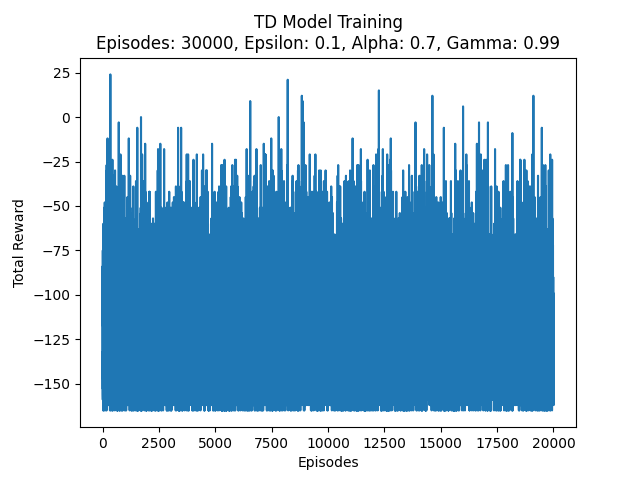 TD Model Training
Episodes: 30000, Epsilon: 0.1, Alpha: 0.7, Gamma: 0.99
25
0
−25
−50
−75
−100
−125
−150
Total Reward
0 2500 5000 7500 10000 12500 15000 17500 20000
Episodes